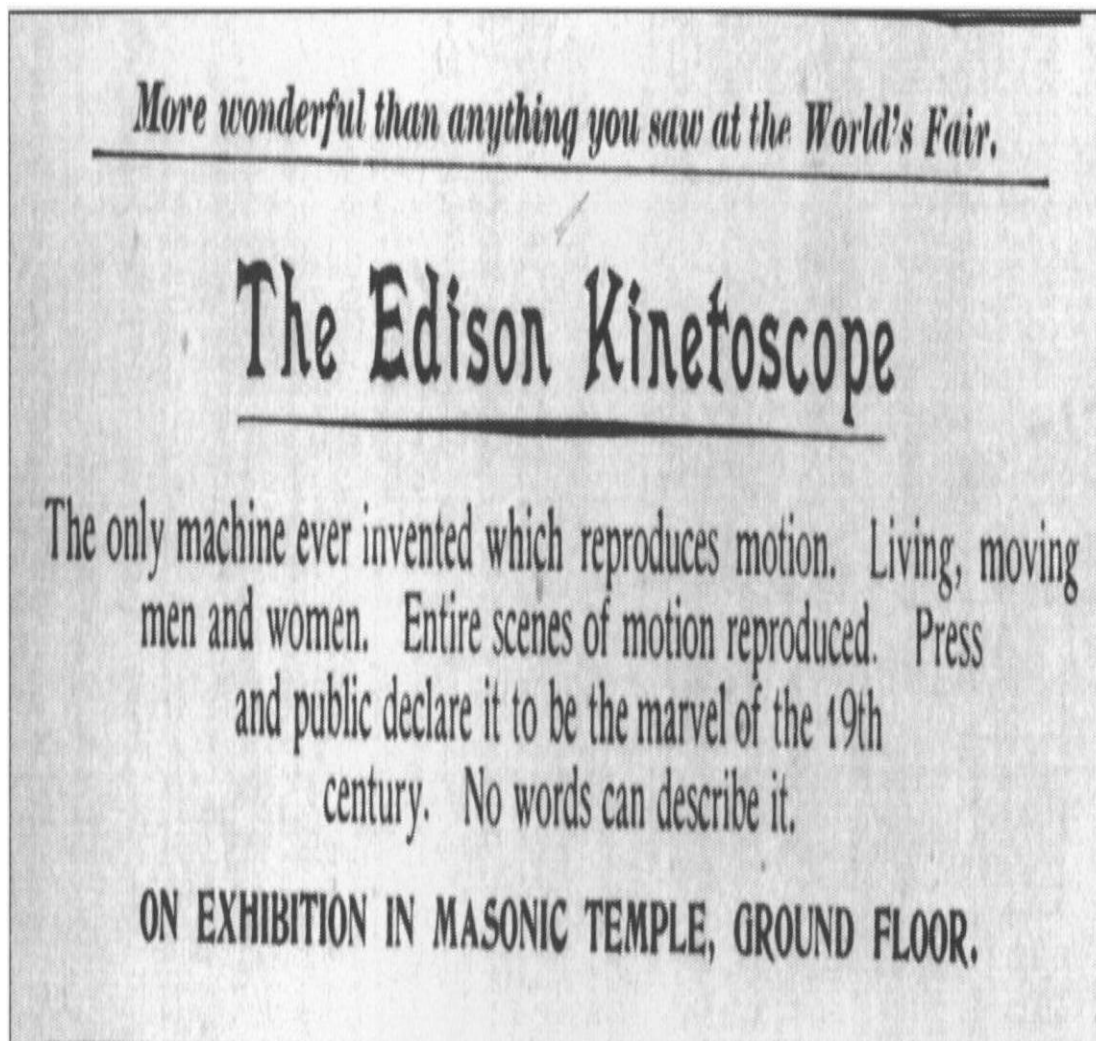 More wonderful than anything you saw at the World's Fair.
The Edison Kinetoscope
The only machine ever invented which reproduces motion. Living, moving
men and women. Entire scenes of motion reproduced. Press
and public declare it to be the marvel of the 19th
century. No words can describe it.
ON EXHIBITION IN MASONIC TEMPLE, GROUND FLOOR.